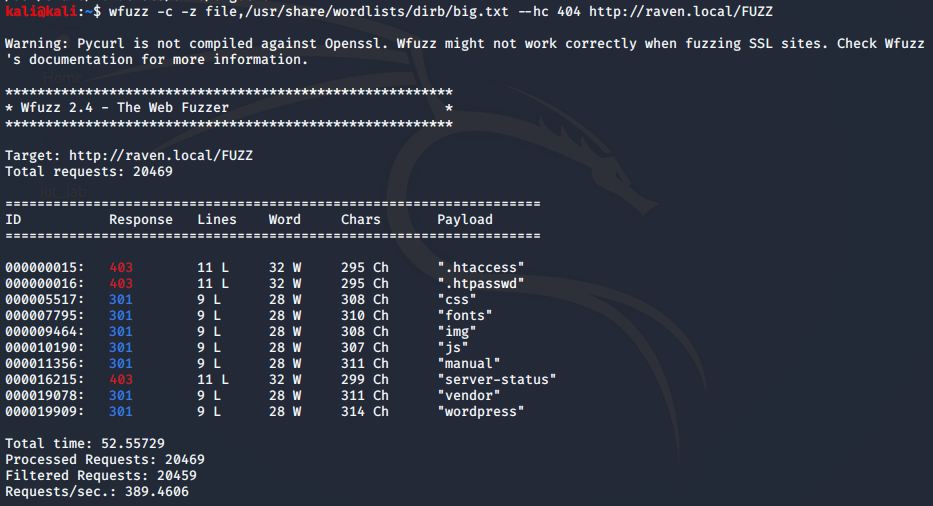 kali@kali:~$ wfuzz -c -z file,/usr/share/wordlists/dirb/big.txt --hc 404 http://raven.local/FUZZ
Warning: Pycurl is not compiled against Openssl. Wfuzz might not work correctly when fuzzing SSL sites. Check Wfuzz
's documentation for more information.
********************************************************
* Wfuzz 2.4 - The Web Fuzzer                           *
********************************************************
Target: http://raven.local/FUZZ
Total requests: 20469
===================================================================
ID           Response   Lines    Word     Chars       Payload
===================================================================
000000015:   403        11 L     32 W     295 Ch      ".htaccess"
000000016:   403        11 L     32 W     295 Ch      ".htpasswd"
000005517:   301        9 L      28 W     308 Ch      "css"
000007795:   301        9 L      28 W     310 Ch      "fonts"
000009464:   301        9 L      28 W     308 Ch      "img"
000010190:   301        9 L      28 W     307 Ch      "js"
000011356:   301        9 L      28 W     311 Ch      "manual"
000016215:   403        11 L     32 W     299 Ch      "server-status"
000019078:   301        9 L      28 W     311 Ch      "vendor"
000019909:   301        9 L      28 W     314 Ch      "wordpress"
Total time: 52.55729
Processed Requests: 20469
Filtered Requests: 20459
Requests/sec.: 389.4606